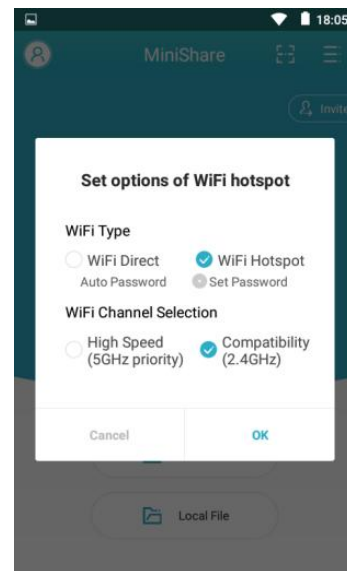 18:05
MiniShare
Invite
Set options of WiFi hotspot
WiFi Type
WiFi Direct
WiFi Hotspot
Auto Password
Set Password
WiFi Channel Selection
High Speed
(5GHz priority)
Compatibility
(2.4GHz)
Cancel
OK
Local File